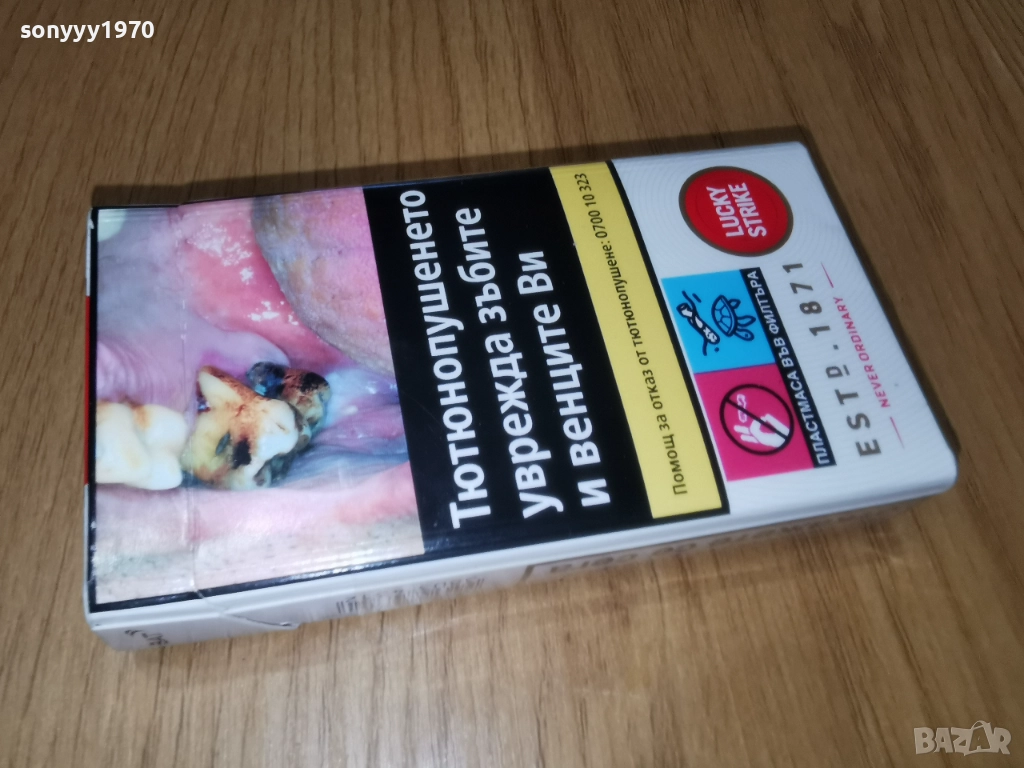 sonyyy1970
Тютюнопушенето
уврежда зъбите
и венците Ви
Помощ за отказ от тютюнопушене: 0700 10 323
LUCKY
STRIKE
ПЛАСТМАСА ВЪВ ФИЛТЪРА
ESTD.1871
NEVER ORDINARY
BAZAR